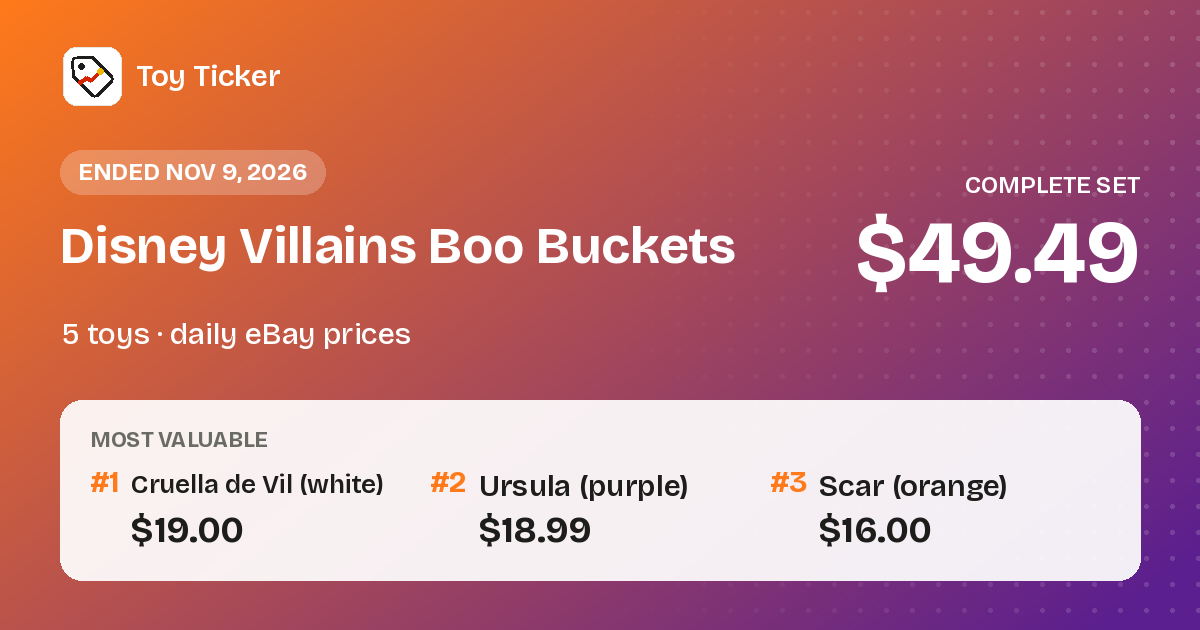 Toy Ticker
ENDED NOV 9, 2026
Disney Villains Boo Buckets
5 toys · daily eBay prices
COMPLETE SET
$49.49
MOST VALUABLE
#1 Cruella de Vil (white)
$19.00
#2 Ursula (purple)
$18.99
#3 Scar (orange)
$16.00